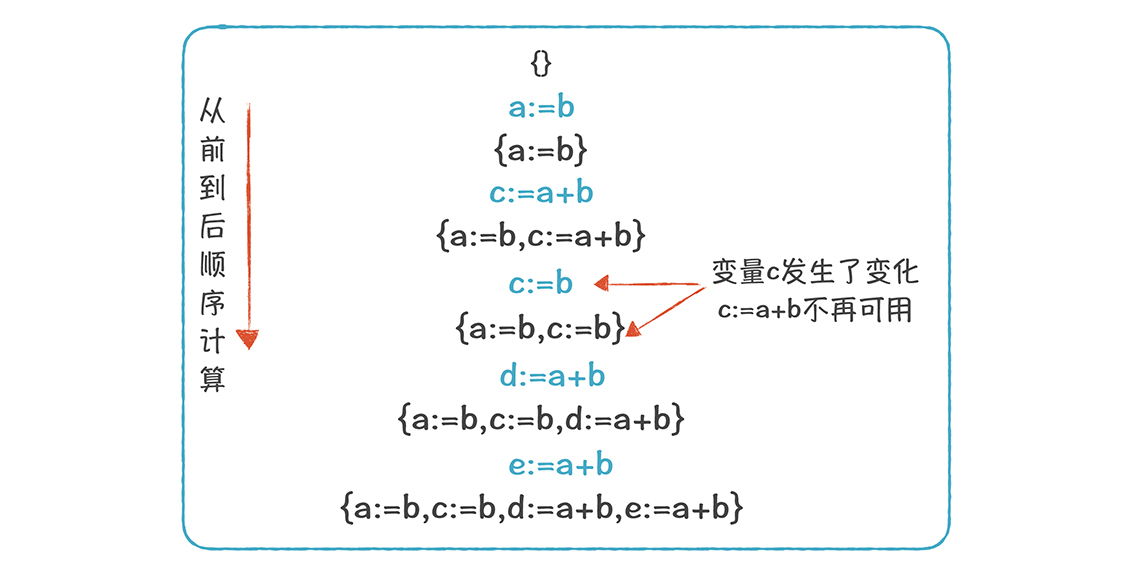 从前到后顺序计算
{}
a:=b
{a:=b}
c:=a+b
{a:=b,c:=a+b}
c:=b
变量c发生了变化
c:=a+b不再可用
{a:=b,c:=b}
d:=a+b
{a:=b,c:=b,d:=a+b}
e:=a+b
{a:=b,c:=b,d:=a+b,e:=a+b}